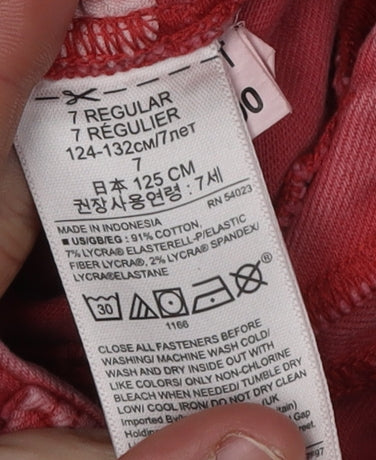 7 REGULAR
7 RÉGULIER
124-132см/7лет
7
日本 125 CM
권장사용연령 : 7세
RN 54023
MADE IN INDONESIA
■ US/GB/EG : 91% COTTON,
7% LYCRA® ELASTERELL-P/ELASTIC
FIBER LYCRA®, 2% LYCRA® SPANDEX/
LYCRA®ELASTANE
30
®
1166
CLOSE ALL FASTENERS BEFORE
WASHING/ MACHINE WASH COLD/
WASH AND DRY INSIDE OUT WITH
LIKE COLORS/ ONLY NON-CHLORINE
BLEACH WHEN NEEDED/ TUMBLE DRY
LOW/ COOL IRON/ DO NOT DRY CLEAN
Imported By
Gap